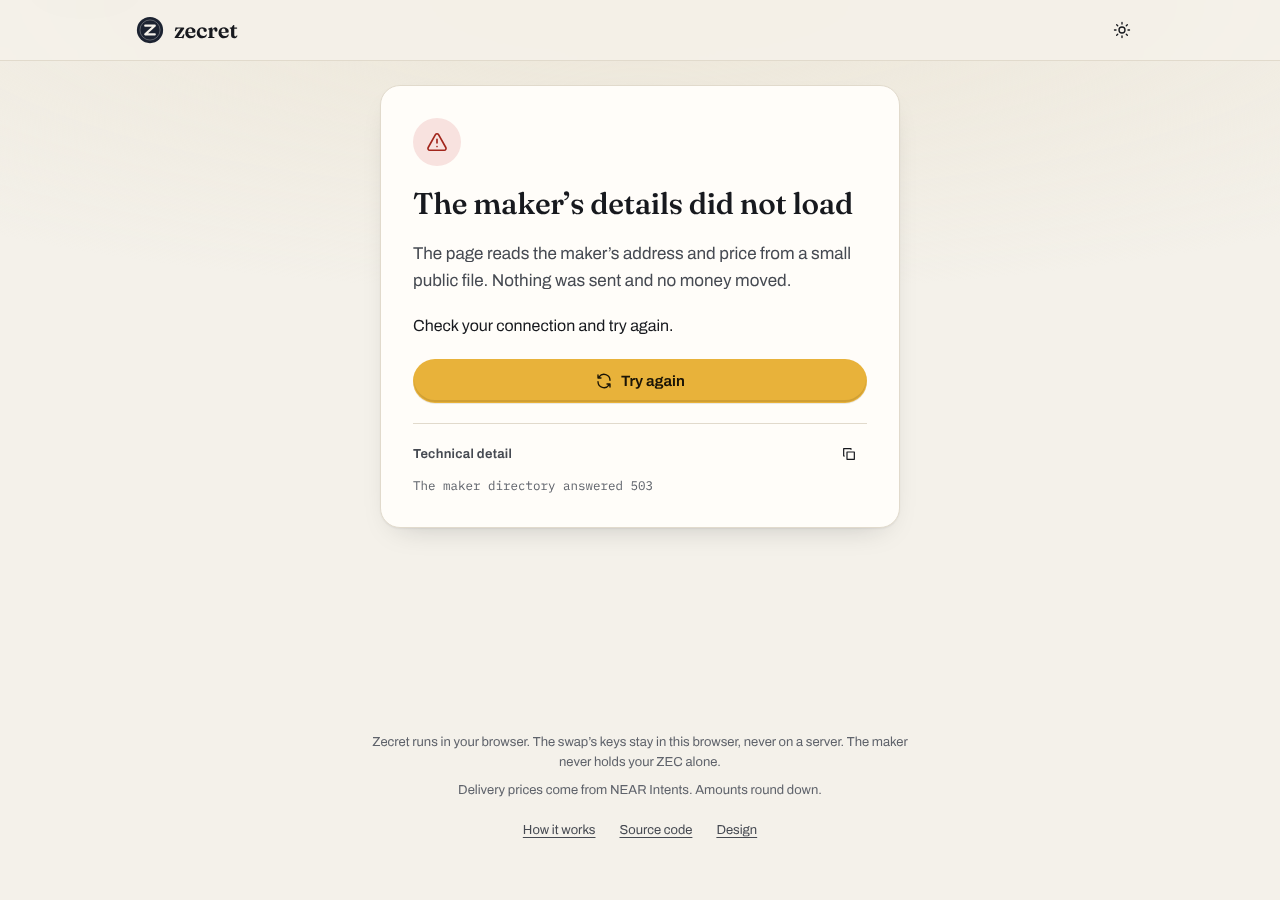 zecret
The maker’s details did not load
The page reads the maker’s address and price from a small
public file. Nothing was sent and no money moved.
Check your connection and try again.
Try again
Technical detail
The maker directory answered 503
Zecret runs in your browser. The swap’s keys stay in this browser, never on a server. The maker
never holds your ZEC alone.
Delivery prices come from NEAR Intents. Amounts round down.
How it works Source code Design